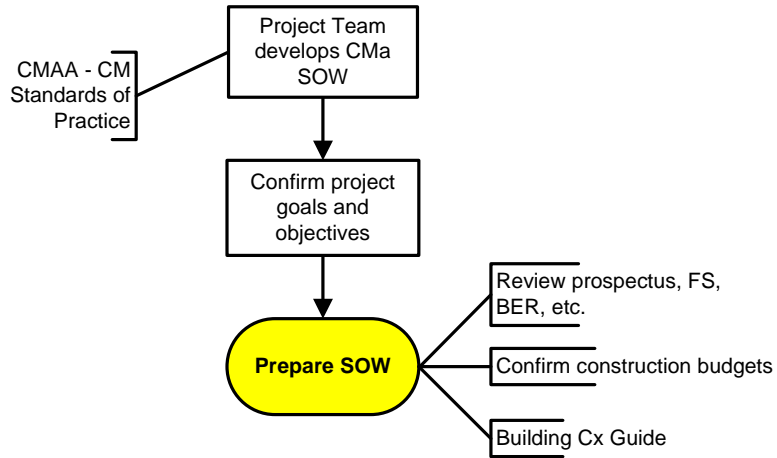 Project Team
develops CMa
SOW
CMAA - CM
Standards of
Practice
Confirm project
goals and
objectives
Prepare SOW
Review prospectus, FS,
BER, etc.
Confirm construction budgets
Building Cx Guide